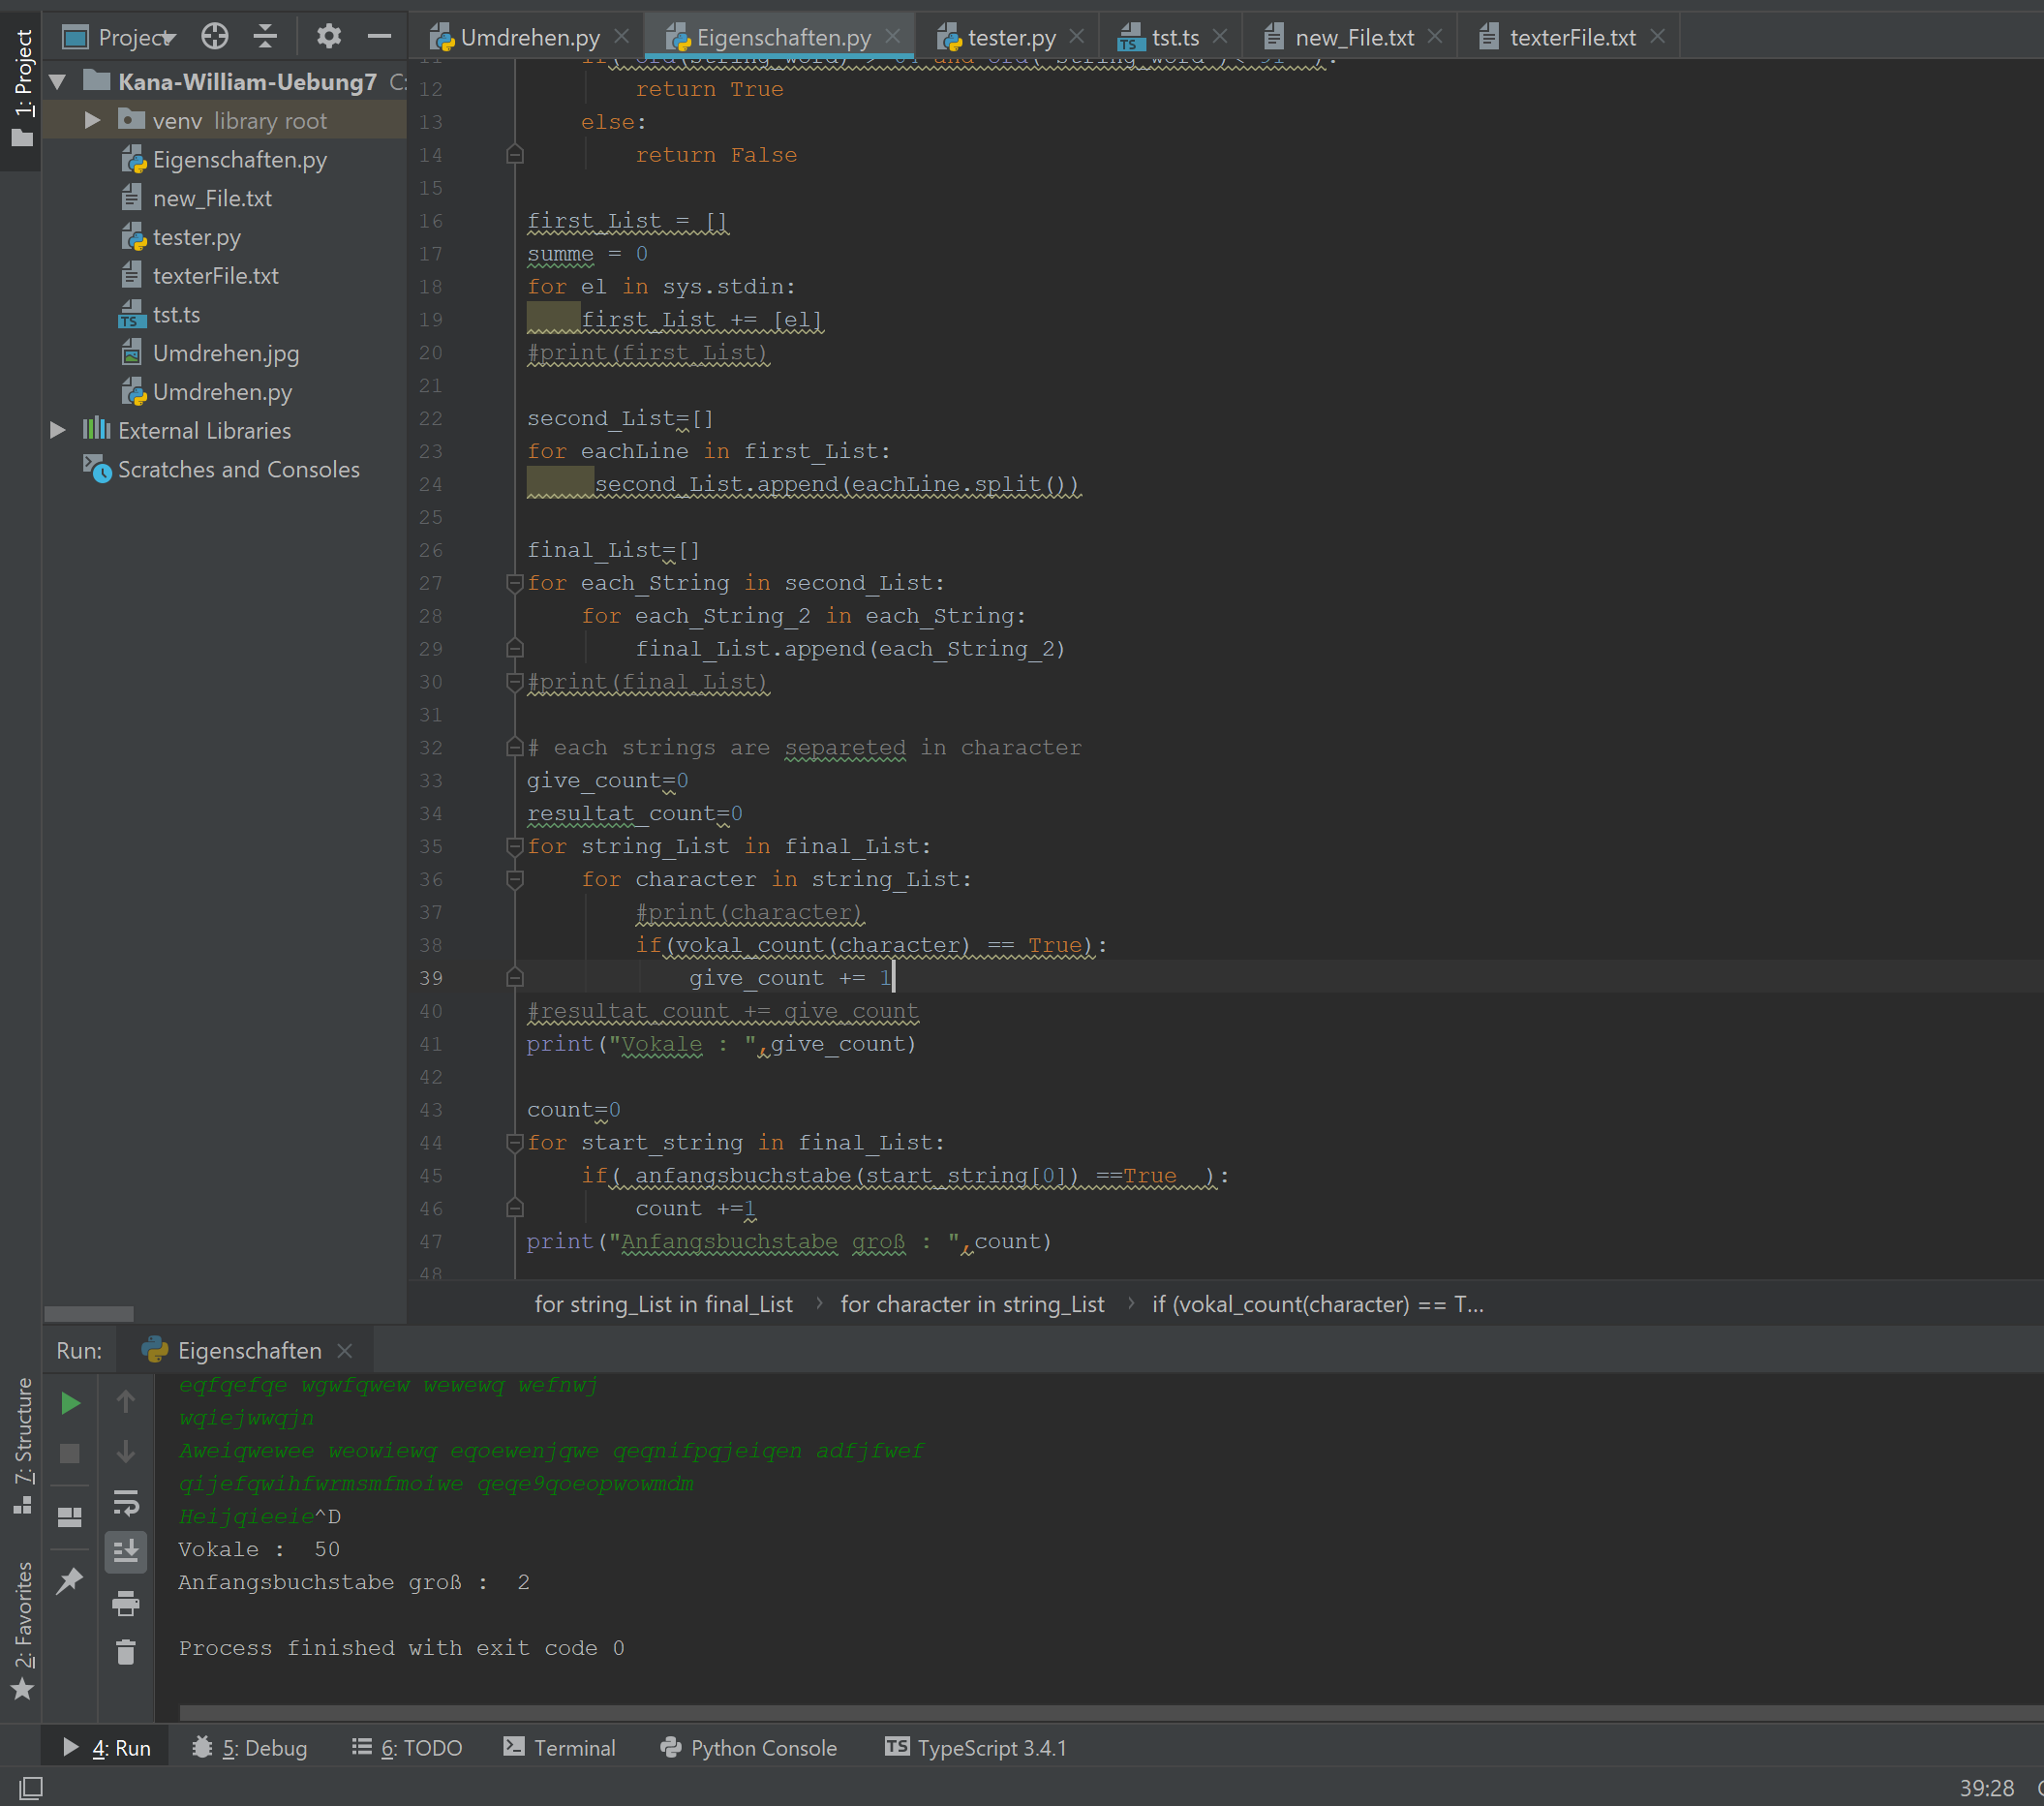 1: Project
Project
Kana-William-Uebung7 C:
venv library root
Eigenschaften.py
new_File.txt
tester.py
texterFile.txt
tst.ts
Umdrehen.jpg
Umdrehen.py
External Libraries
Scratches and Consoles
Umdrehen.py
Eigenschaften.py
tester.py
tst.ts
new_File.txt
texterFile.txt
12 return True
13 else:
14 return False
15
16 first_List = []
17 summe = 0
18 for el in sys.stdin:
19 first_List += [el]
20 #print(first_List)
21
22 second_List=[]
23 for eachLine in first_List:
24 second_List.append(eachLine.split())
25
26 final_List=[]
27 for each_String in second_List:
28 for each_String_2 in each_String:
29 final_List.append(each_String_2)
30 #print(final_List)
31
32 # each strings are separeted in character
33 give_count=0
34 resultat_count=0
35 for string_List in final_List:
36 for character in string_List:
37 #print(character)
38 if(vokal_count(character) == True):
39 give_count += 1
40 #resultat_count += give_count
41 print("Vokale : ",give_count)
42
43 count=0
44 for start_string in final_List:
45 if( anfangsbuchstabe(start_string[0]) ==True ):
46 count +=1
47 print("Anfangsbuchstabe groß : ",count)
48
for string_List in final_List › for character in string_List › if (vokal_count(character) == T...
Run: Eigenschaften
eqfqefqe wgwfqwew wewewq wefnwj
wqiejwwqjn
Aweiqwewee weowiewq eqoewenjqwe qeqnifpqjeiqen adfjfwef
qijefqwihfwrmsmfmoiwe qeqe9qoeopwowmdm
Heijqieeie^D
Vokale :  50
Anfangsbuchstabe groß :  2
Process finished with exit code 0
7: Structure
2: Favorites
4: Run
5: Debug
6: TODO
Terminal
Python Console
TypeScript 3.4.1
39:28